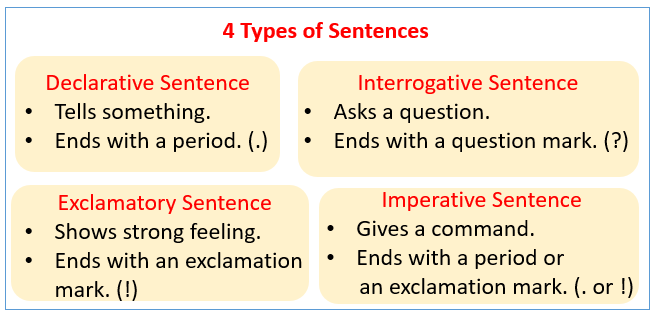 4 Types of Sentences
Declarative Sentence
• Tells something.
• Ends with a period. (.)
Interrogative Sentence
• Asks a question.
• Ends with a question mark. (?)
Exclamatory Sentence
• Shows strong feeling.
• Ends with an exclamation
mark. (!)
Imperative Sentence
• Gives a command.
• Ends with a period or
an exclamation mark. (. or !)